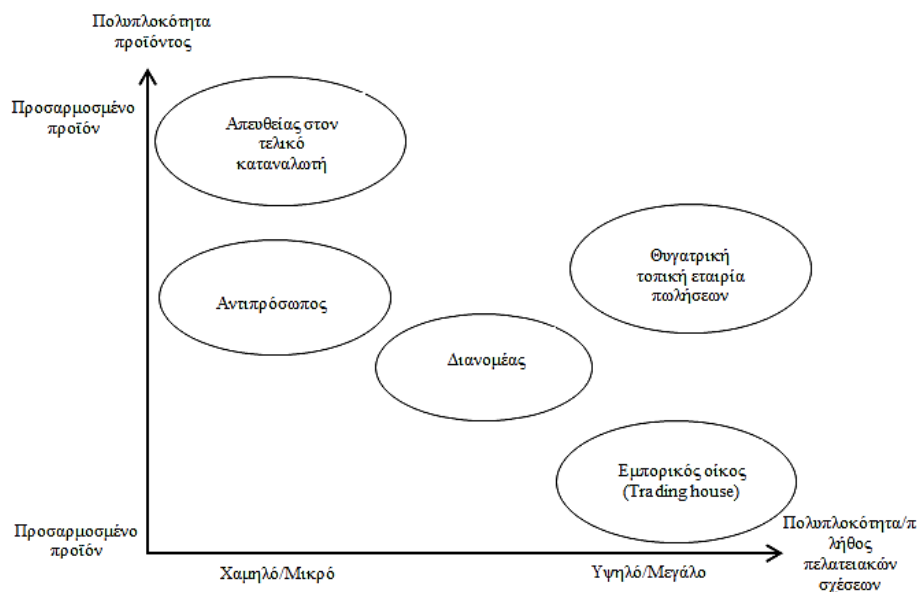 Πολυπλοκότητα
προϊόντος
Προσαρμοσμένο
προϊόν
Απευθείας στον
τελικό
καταναλωτή
Θυγατρική
τοπική εταιρία
πωλήσεων
Αντιπρόσωπος
Διανομέας
Εμπορικός οίκος
(Trading house)
Προσαρμοσμένο
προϊόν
Πολυπλοκότητα/π
λήθος
πελατειακών
σχέσεων
Χαμηλό/Μικρό
Υψηλό/Μεγάλο